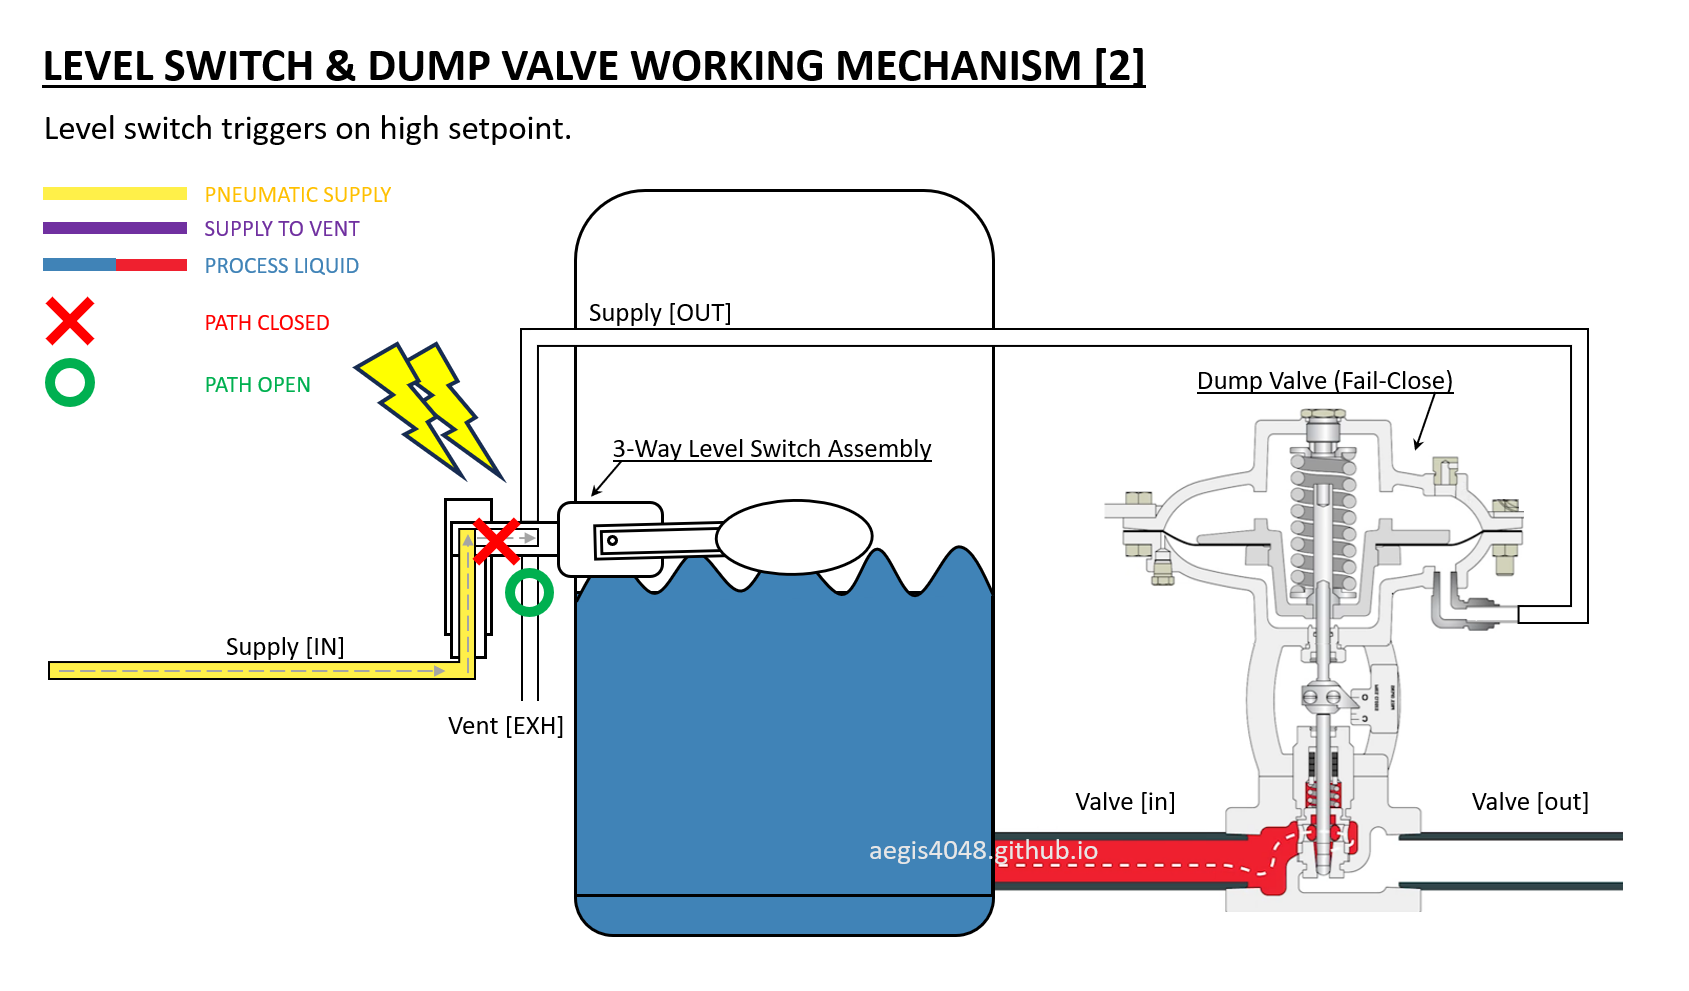 LEVEL SWITCH & DUMP VALVE WORKING MECHANISM [2]
Level switch triggers on high setpoint.
PNEUMATIC SUPPLY
SUPPLY TO VENT
PROCESS LIQUID
PATH CLOSED
PATH OPEN
Supply [OUT]
Dump Valve (Fail-Close)
3-Way Level Switch Assembly
Supply [IN]
Vent [EXH]
Valve [in]
Valve [out]
aegis4048.github.io